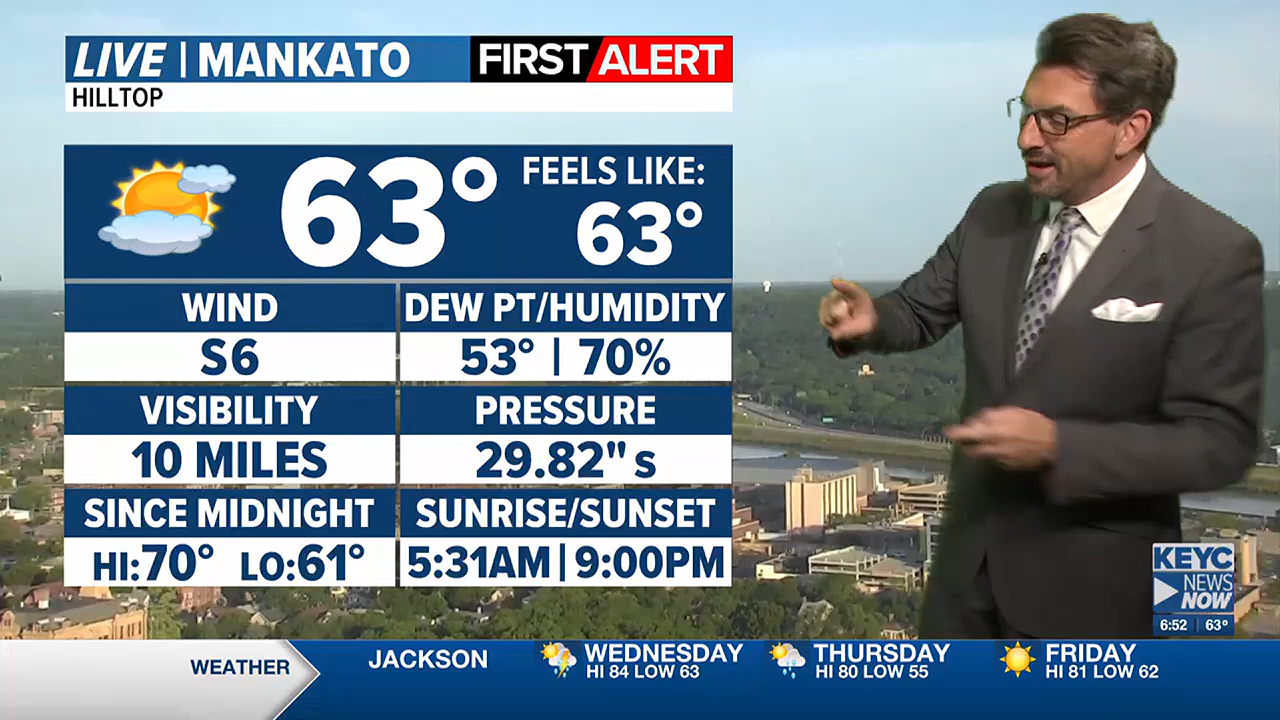 LIVE | MANKATO FIRST ALERT
HILLTOP
63° FEELS LIKE:
63°
WIND DEW PT/HUMIDITY
S6 53° | 70%
VISIBILITY PRESSURE
10 MILES 29.82" S
SINCE MIDNIGHT SUNRISE/SUNSET
HI:70° LO:61° 5:31AM | 9:00PM
KEYC
NEWS
NOW
6:52 | 63°
WEATHER JACKSON
WEDNESDAY
HI 84 LOW 63
THURSDAY
HI 80 LOW 55
FRIDAY
HI 81 LOW 62